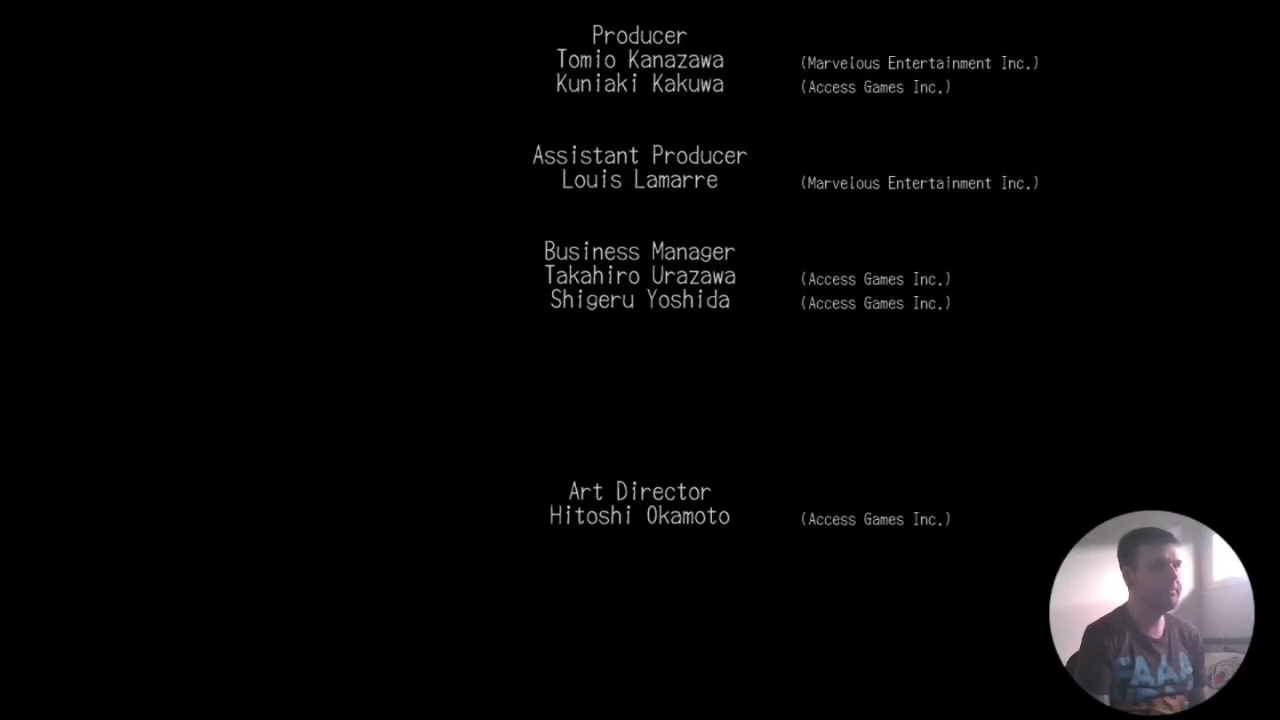 Producer
Tomio Kanazawa (Marvelous Entertainment Inc.)
Kuniaki Kakuwa (Access Games Inc.)
Assistant Producer
Louis Lamarre (Marvelous Entertainment Inc.)
Business Manager
Takahiro Urazawa (Access Games Inc.)
Shigeru Yoshida (Access Games Inc.)
Art Director
Hitoshi Okamoto (Access Games Inc.)